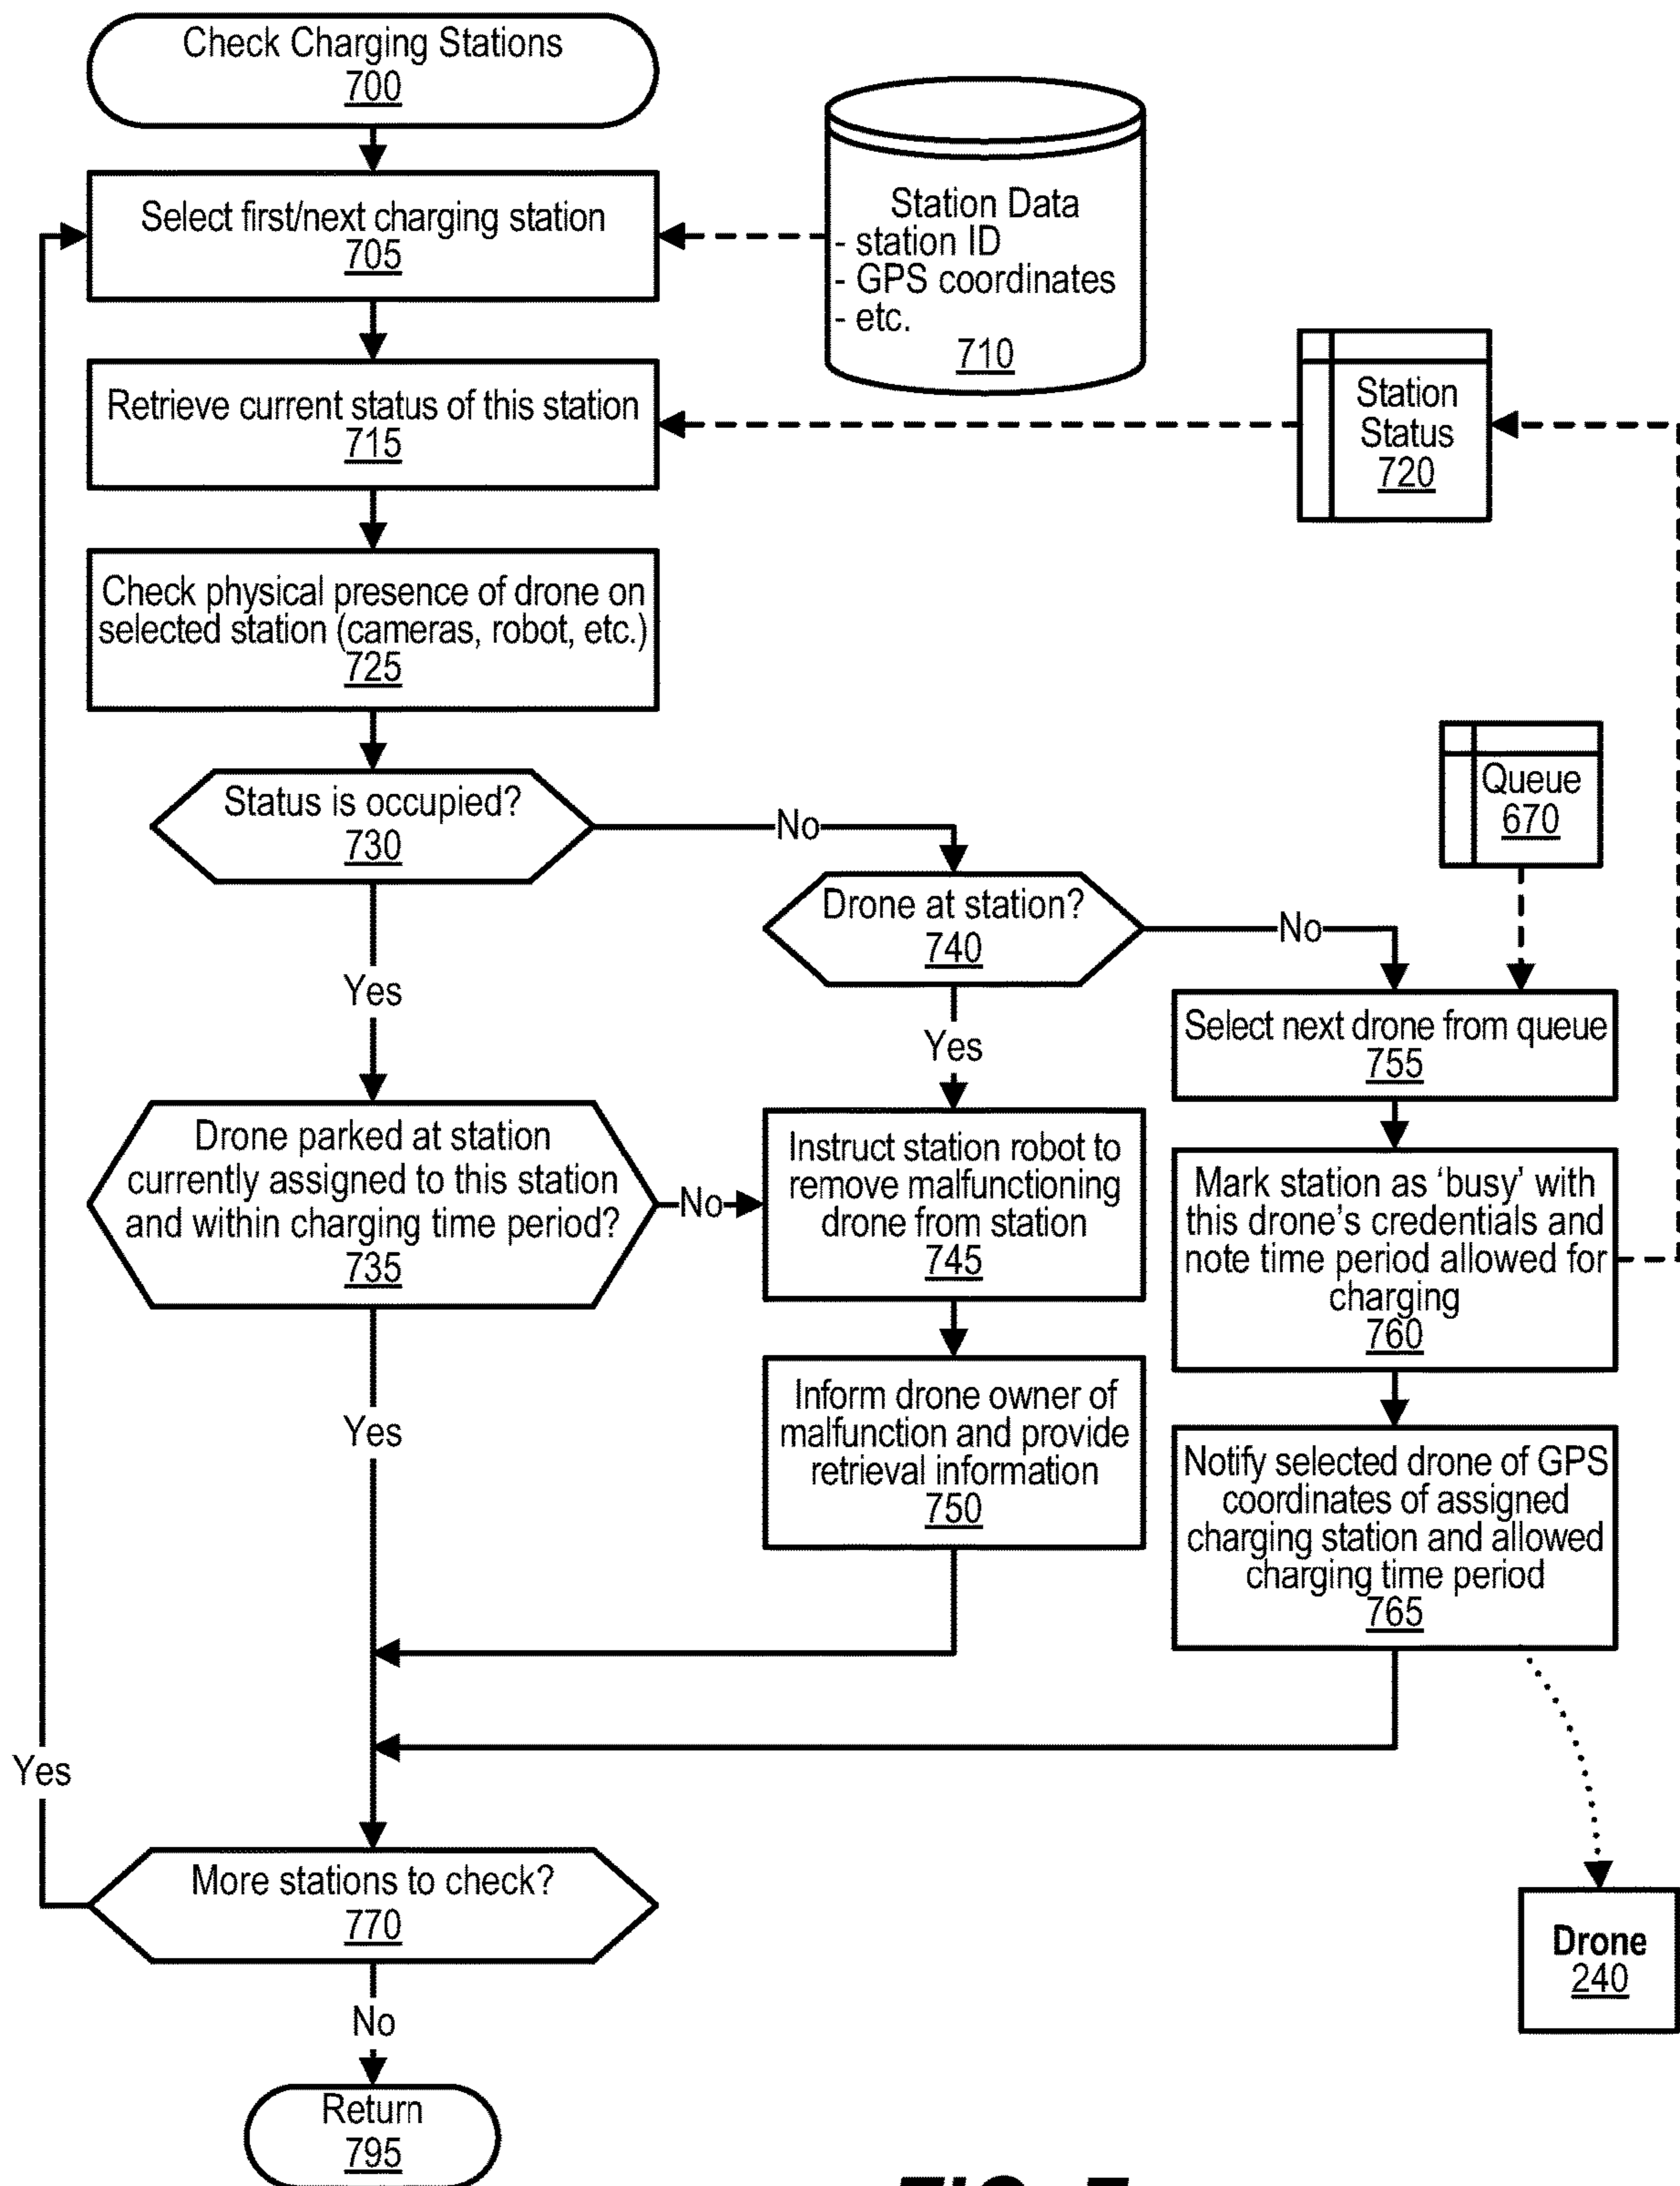 Check Charging Stations
700
Select first/next charging station
705
Station Data
- station ID
- GPS coordinates
- etc.
710
Retrieve current status of this station
715
Station
Status
720
Check physical presence of drone on
selected station (cameras, robot, etc.)
725
Status is occupied?
730
No
Queue
670
Drone at station?
740
No
Yes
Yes
Select next drone from queue
755
Drone parked at station
currently assigned to this station
and within charging time period?
735
No
Instruct station robot to
remove malfunctioning
drone from station
745
Mark station as 'busy' with
this drone's credentials and
note time period allowed for
charging
760
Yes
Inform drone owner of
malfunction and provide
retrieval information
750
Notify selected drone of GPS
coordinates of assigned
charging station and allowed
charging time period
765
Yes
More stations to check?
770
Drone
240
No
Return
795